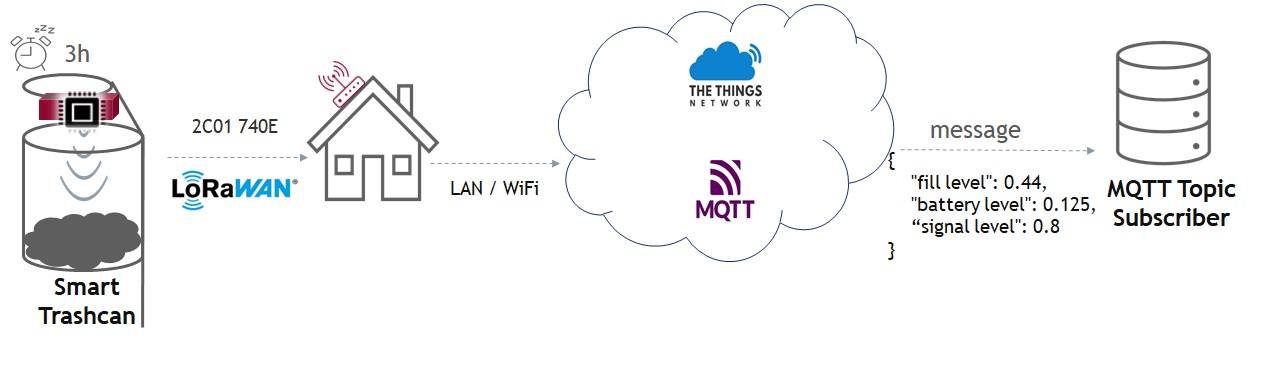 zzZ
3h
2C01 740E
LoRaWAN®
Smart
Trashcan
LAN / WiFi
THE THINGS
NETWORK
MQTT
message
{
"fill level": 0.44,
"battery level": 0.125,
“signal level": 0.8
}
MQTT Topic
Subscriber